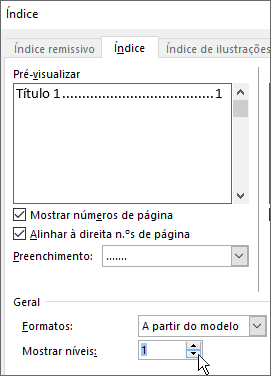 Índice
Índice remissivo
Índice
Índice de ilustrações
Pré-visualizar
Título 1.......................................1
Mostrar números de página
Alinhar à direita n.ºs de página
Preenchimento: .......
Geral
Formatos: A partir do modelo
Mostrar níveis: 1